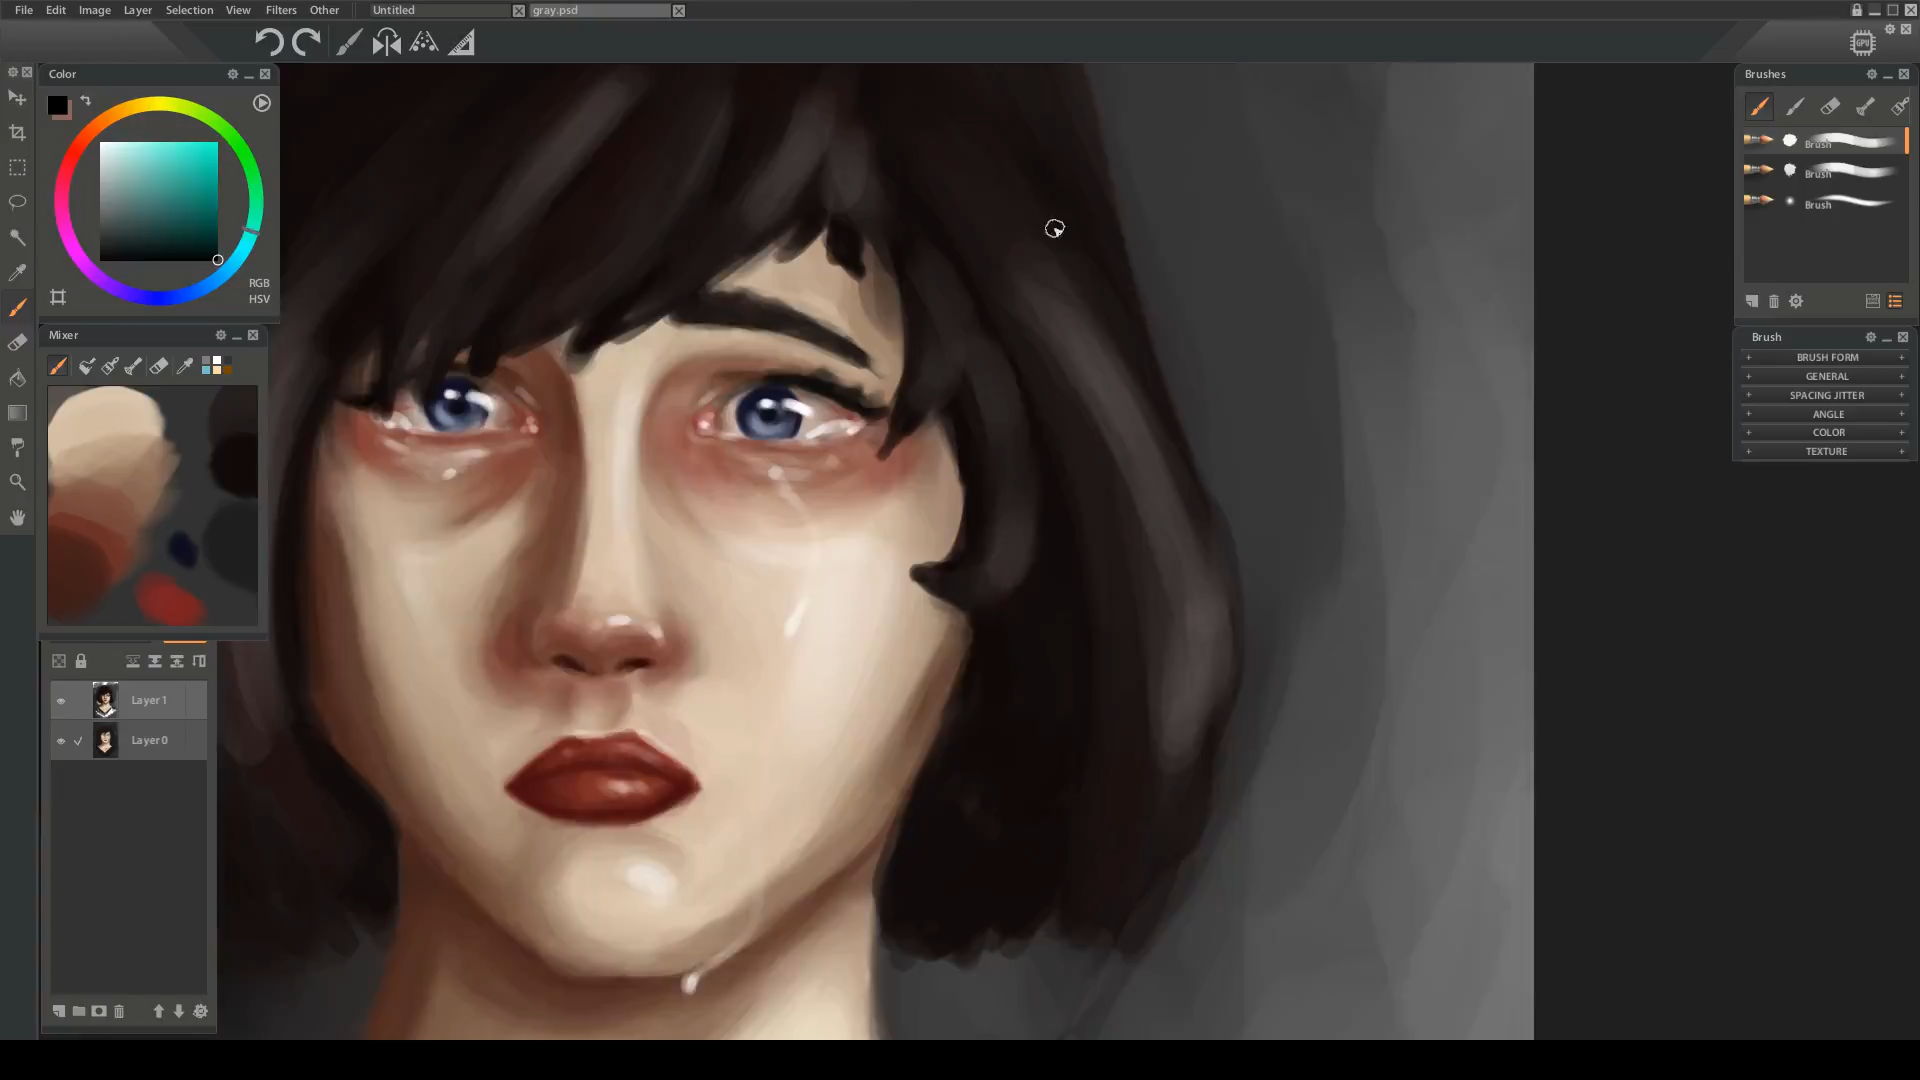 File Edit Image Layer Selection View Filters Other Untitled gray.psd
GPU
Color
RGB
HSV
Mixer
Layer1
Layer0
Brushes
Brush
Brush
Brush
Brush
BRUSH FORM
GENERAL
SPACING JITTER
ANGLE
COLOR
TEXTURE